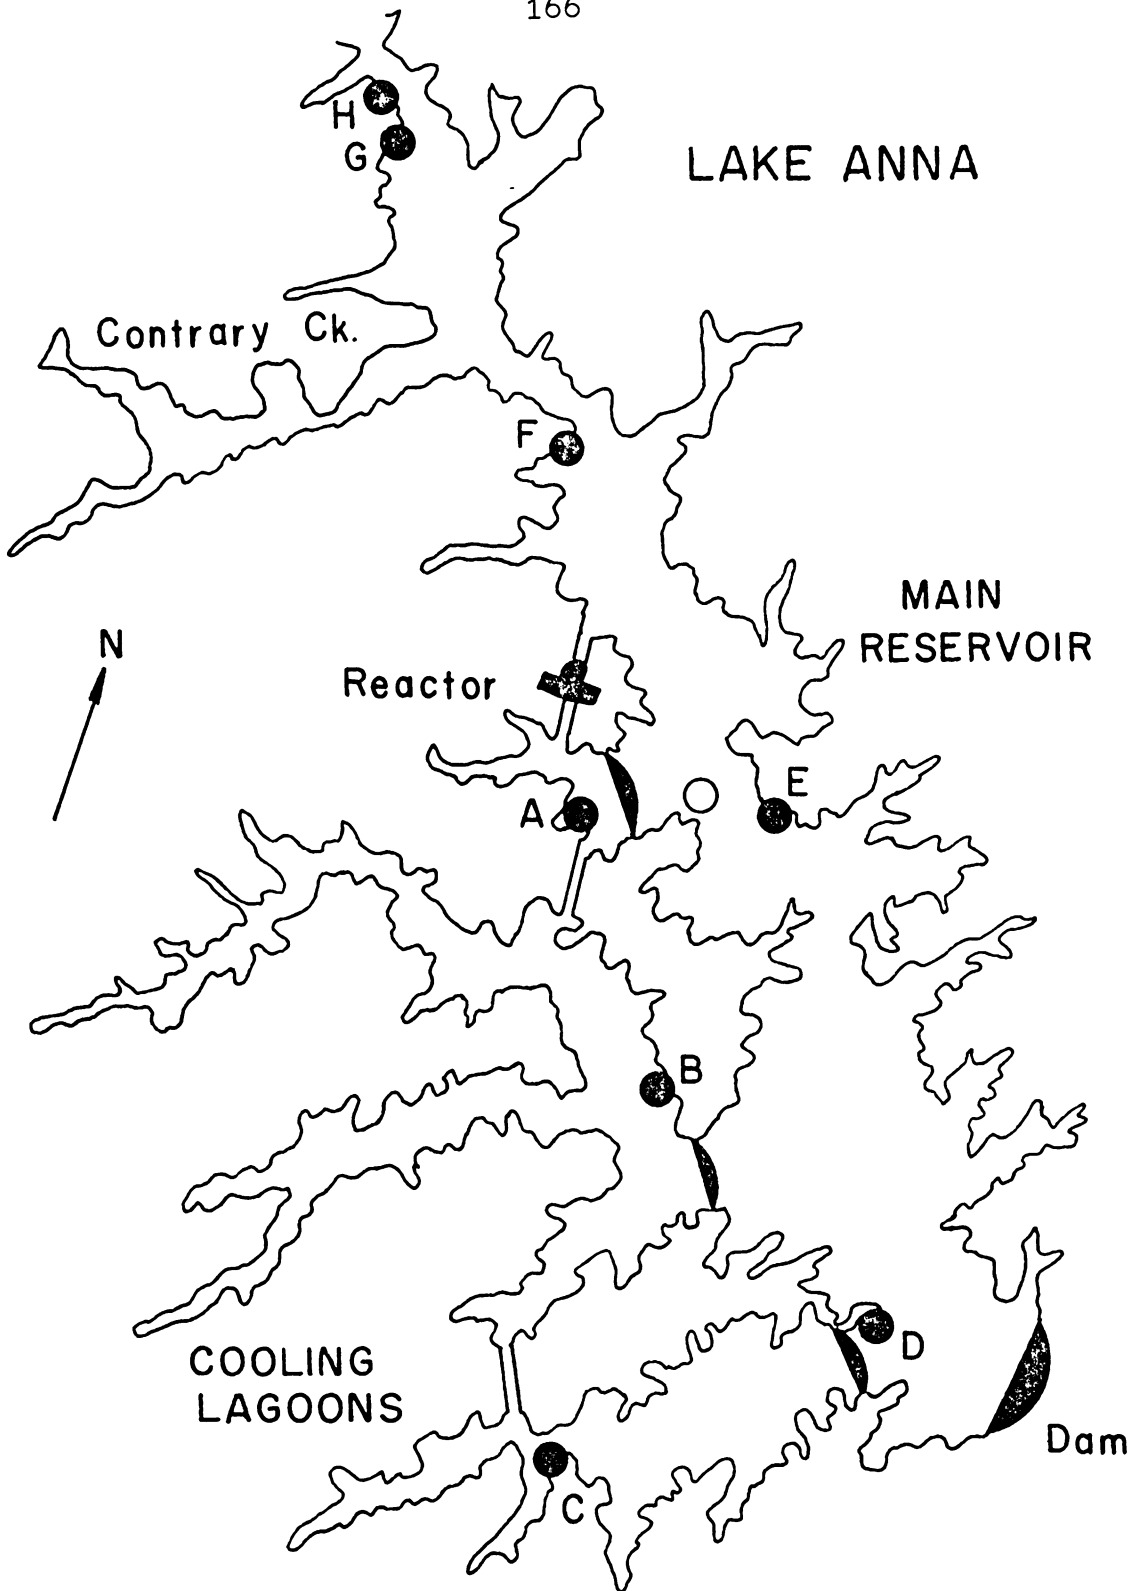 166
H
G
LAKE ANNA
Contrary Ck.
F
N
MAIN
RESERVOIR
Reactor
E
A
B
COOLING
LAGOONS
D
Dam
C